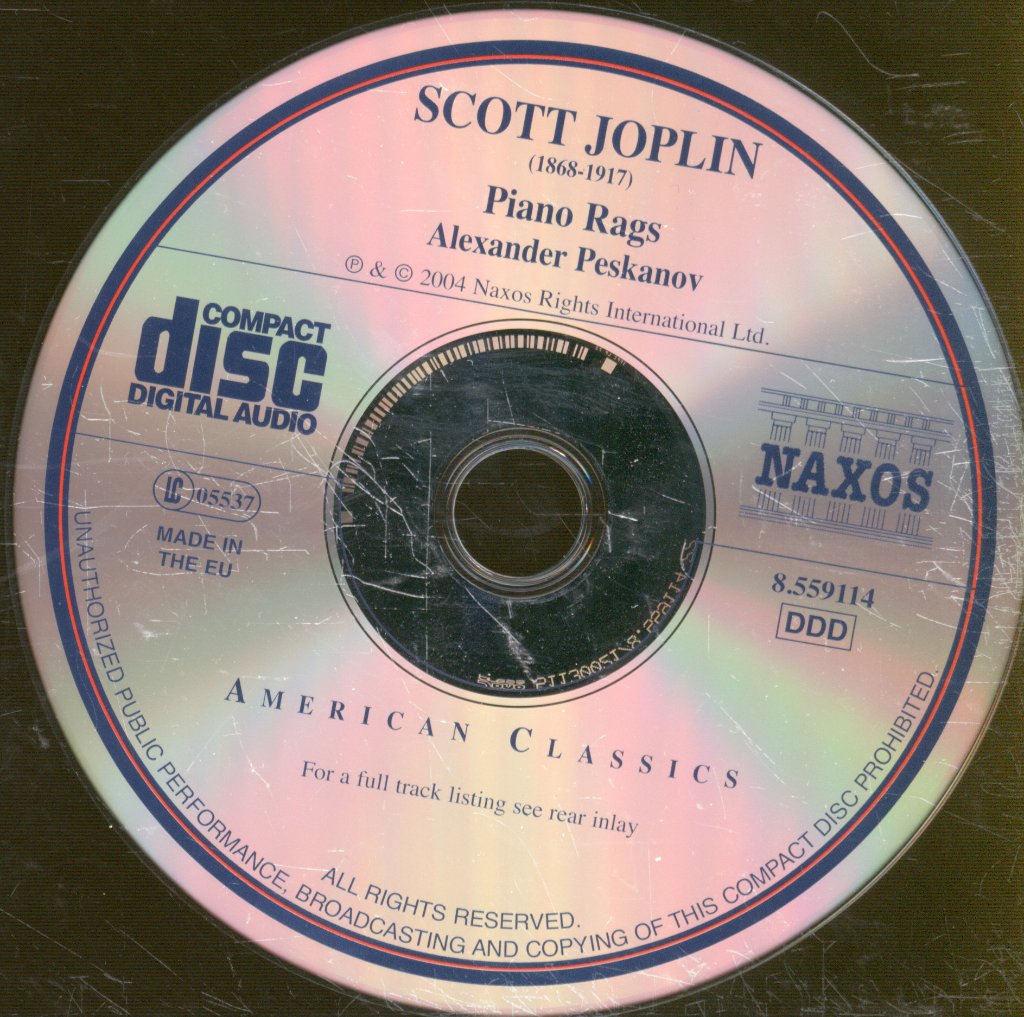 SCOTT JOPLIN
(1868-1917)
Piano Rags
Alexander Peskanov
℗ & © 2004 Naxos Rights International Ltd.
COMPACT
disc
DIGITAL AUDIO
NAXOS
LC 05537
MADE IN
THE EU
8.559114
DDD
AMERICAN CLASSICS
For a full track listing see rear inlay
ALL RIGHTS RESERVED.
UNAUTHORIZED PUBLIC PERFORMANCE, BROADCASTING AND COPYING OF THIS COMPACT DISC PROHIBITED.